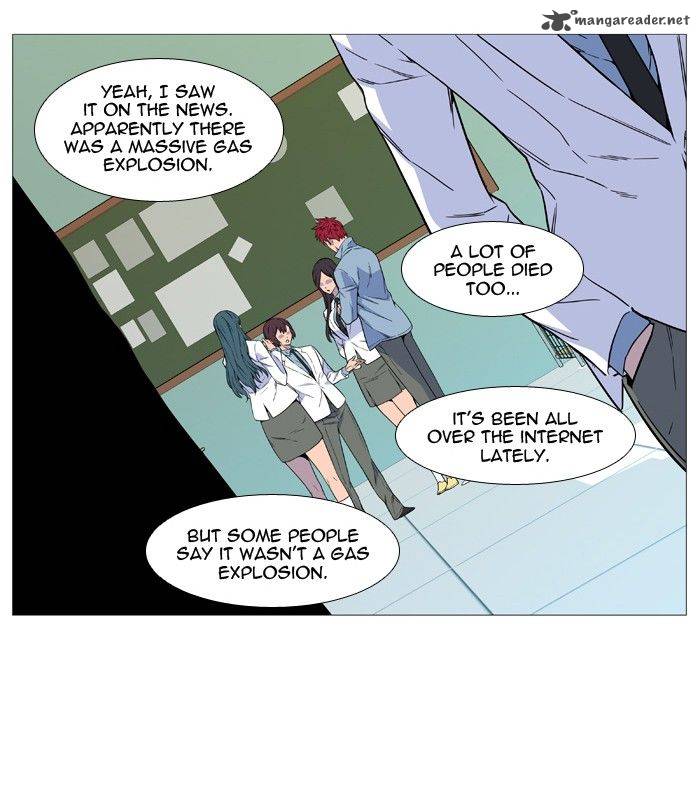 mangareader.net
YEAH, I SAW
IT ON THE NEWS.
APPARENTLY THERE
WAS A MASSIVE GAS
EXPLOSION.
A LOT OF
PEOPLE DIED
TOO...
IT'S BEEN ALL
OVER THE INTERNET
LATELY.
BUT SOME PEOPLE
SAY IT WASN'T A GAS
EXPLOSION.